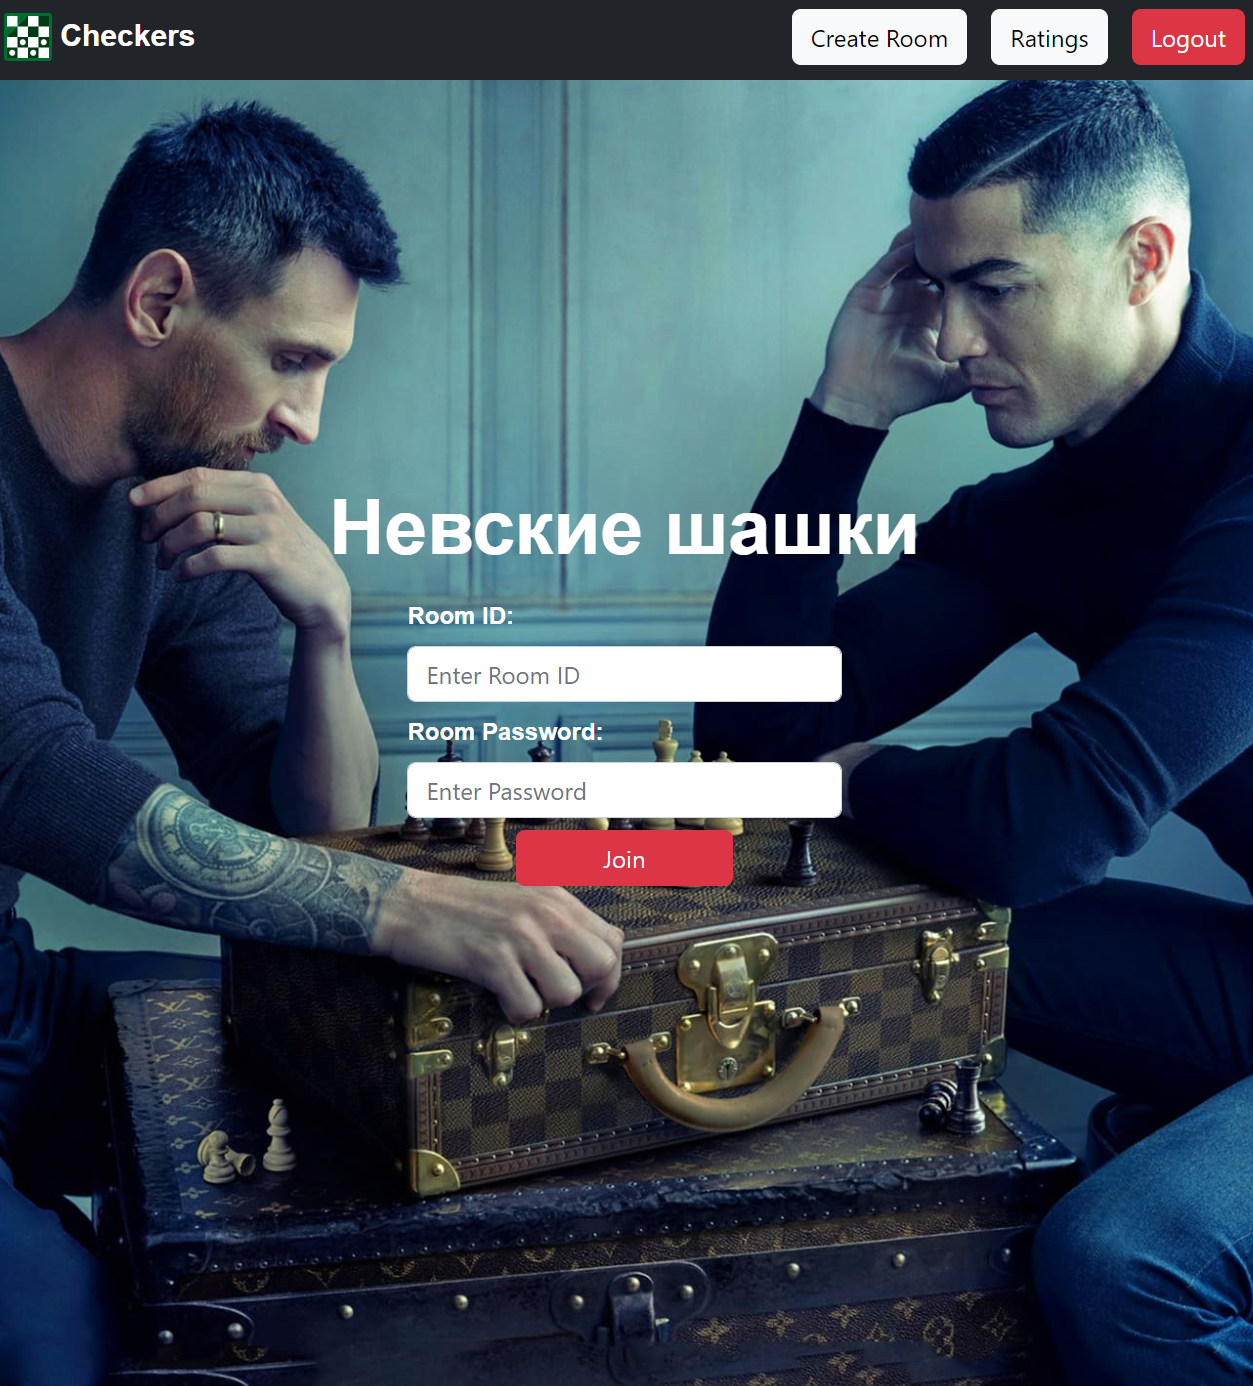 Checkers
Create Room
Ratings
Logout
Невские шашки
Room ID:
Enter Room ID
Room Password:
Enter Password
Join